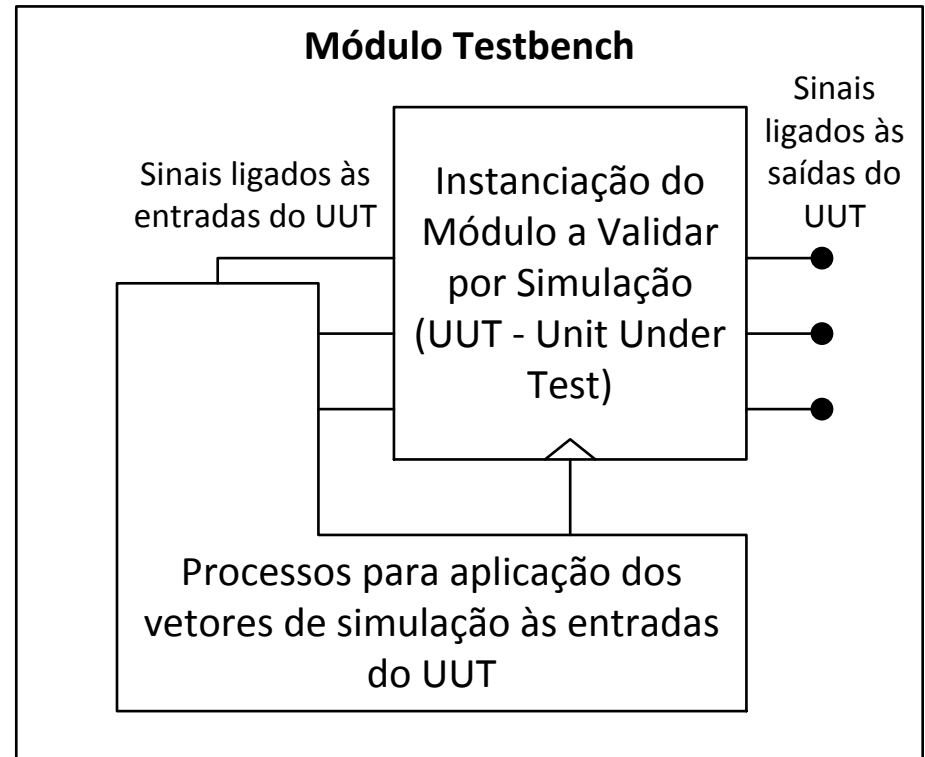 Módulo Testbench
Sinais
ligados às
saídas do
UUT
Sinais ligados às
entradas do UUT
Instanciação do
Módulo a Validar
por Simulação
(UUT - Unit Under
Test)
Processos para aplicação dos
vetores de simulação às entradas
do UUT